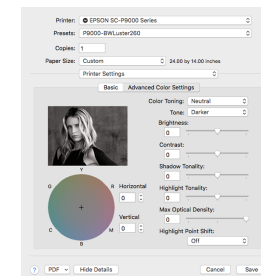 Printer: EPSON SC-P9000 Series
Presets: P9000-BWLuster260
Copies: 1
Paper Size: Custom 24.00 by 14.00 inches
Printer Settings
Basic Advanced Color Settings
Color Toning: Neutral
Tone: Darker
Brightness:
0
Contrast:
0
Shadow Tonality:
0
Highlight Tonality:
0
Max Optical Density:
0
Highlight Point Shift:
Off
Y
G R
C M
B
Horizontal
0
Vertical
0
? PDF Hide Details Cancel Save